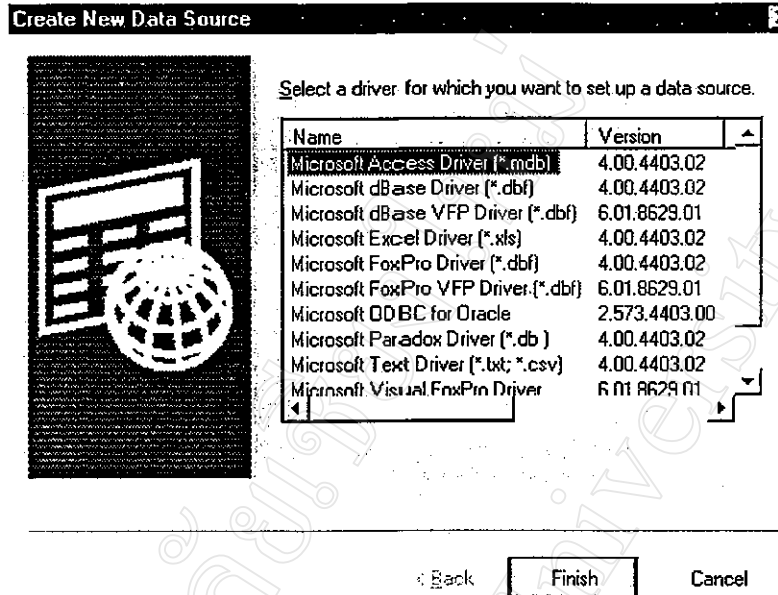 Create New Data Source
Select a driver for which you want to set up a data source.
Name Version
Microsoft Access Driver (*.mdb) 4.00.4403.02
Microsoft dBase Driver (*.dbf) 4.00.4403.02
Microsoft dBase VFP Driver (*.dbf) 6.01.8629.01
Microsoft Excel Driver (*.xls) 4.00.4403.02
Microsoft FoxPro Driver (*.dbf) 4.00.4403.02
Microsoft FoxPro VFP Driver (*.dbf) 6.01.8629.01
Microsoft ODBC for Oracle 2.573.4403.00
Microsoft Paradox Driver (*.db ) 4.00.4403.02
Microsoft Text Driver (*.txt; *.csv) 4.00.4403.02
Microsoft Visual FoxPro Driver 6.01.8629.01
< Back Finish Cancel